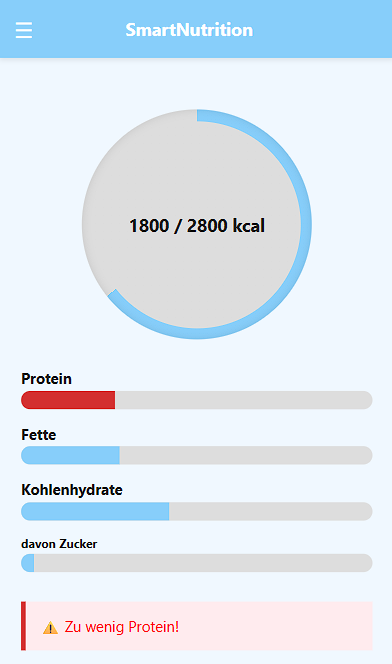 SmartNutrition
1800 / 2800 kcal
Protein
Fette
Kohlenhydrate
davon Zucker
⚠️ Zu wenig Protein!